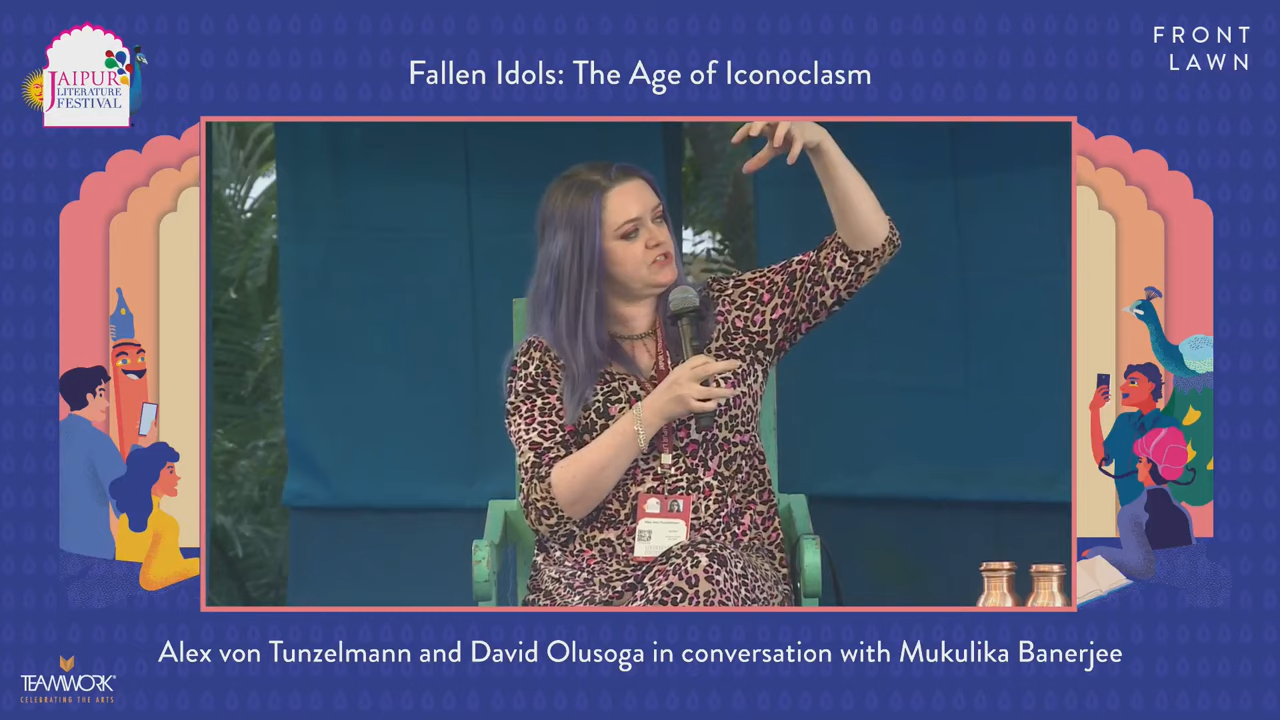 JAIPUR
LITERATURE
FESTIVAL
Fallen Idols: The Age of Iconoclasm
FRONT
LAWN
Alex von Tunzelmann and David Olusoga in conversation with Mukulika Banerjee
TEAMWORK
CELEBRATING THE ARTS